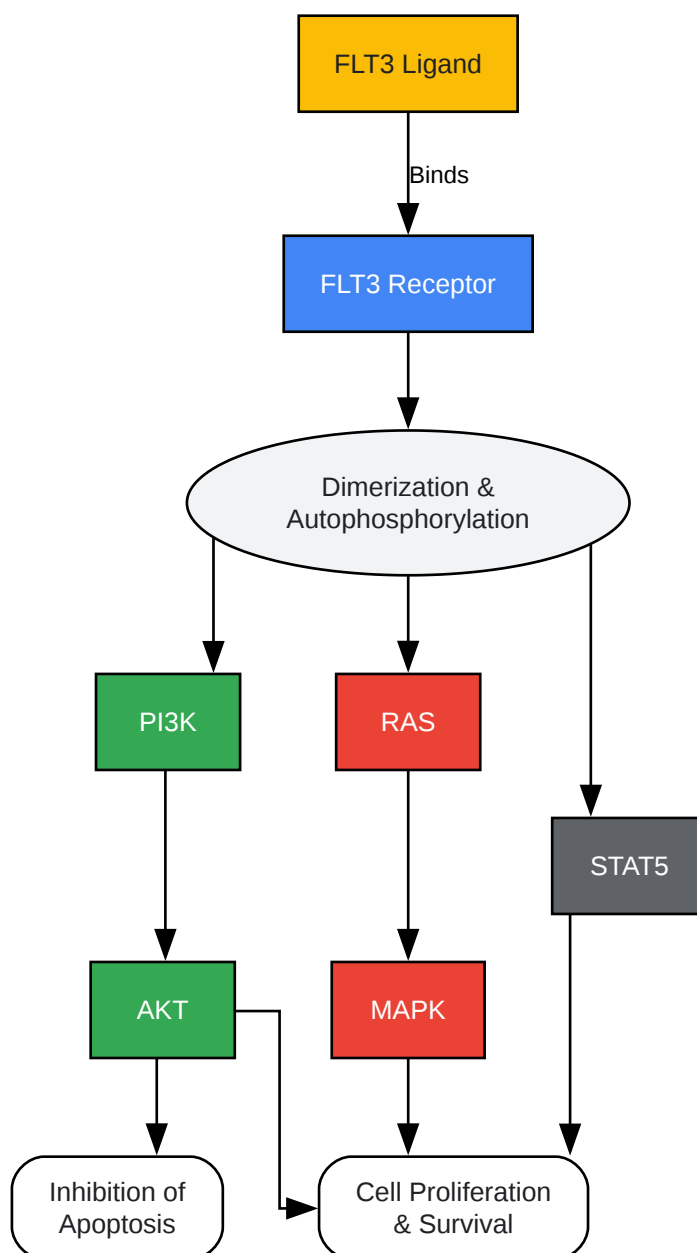 FLT3 Ligand
Binds
FLT3 Receptor
Dimerization &
Autophosphorylation
PI3K
RAS
STAT5
AKT
MAPK
Inhibition of
Apoptosis
Cell Proliferation
& Survival